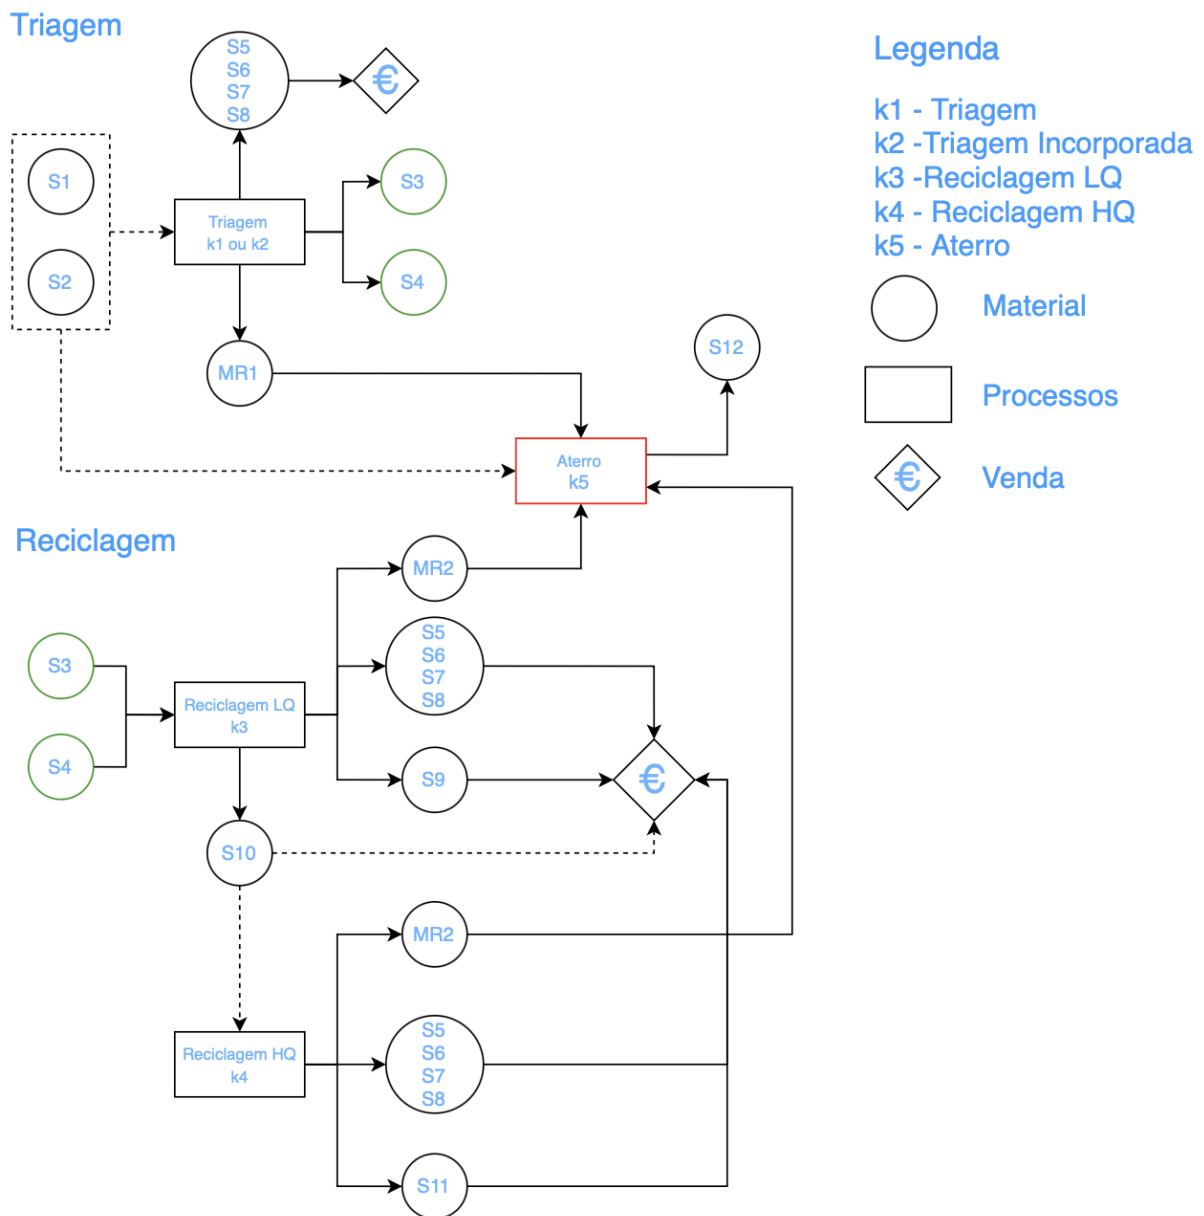 Triagem
S5
S6
S7
S8
€
S1
S2
Triagem
k1 ou k2
S3
S4
MR1
S12
Aterro
k5
Legenda
k1 - Triagem
k2 -Triagem Incorporada
k3 -Reciclagem LQ
k4 - Reciclagem HQ
k5 - Aterro
Material
Processos
€
Venda
Reciclagem
S3
S4
Reciclagem LQ
k3
MR2
S5
S6
S7
S8
S9
€
S10
MR2
Reciclagem HQ
k4
S5
S6
S7
S8
S11